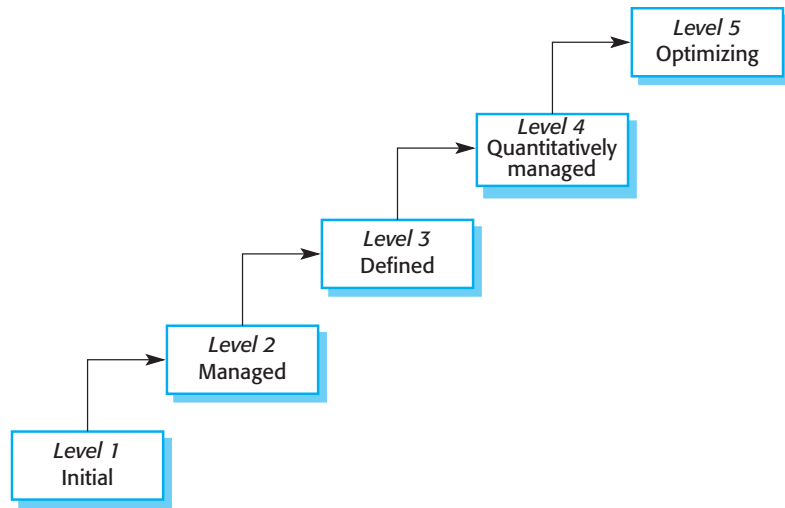 Level 5
Optimizing
Level 4
Quantitatively
managed
Level 3
Defined
Level 2
Managed
Level 1
Initial